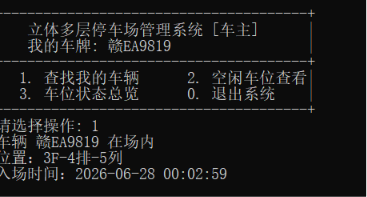 立体多层停车场管理系统 [车主]
我的车牌: 赣EA9819
1. 查找我的车辆 2. 空闲车位查看
3. 车位状态总览 0. 退出系统
请选择操作: 1
车辆 赣EA9819 在场内
位置: 3F-4排-5列
入场时间: 2026-06-28 00:02:59